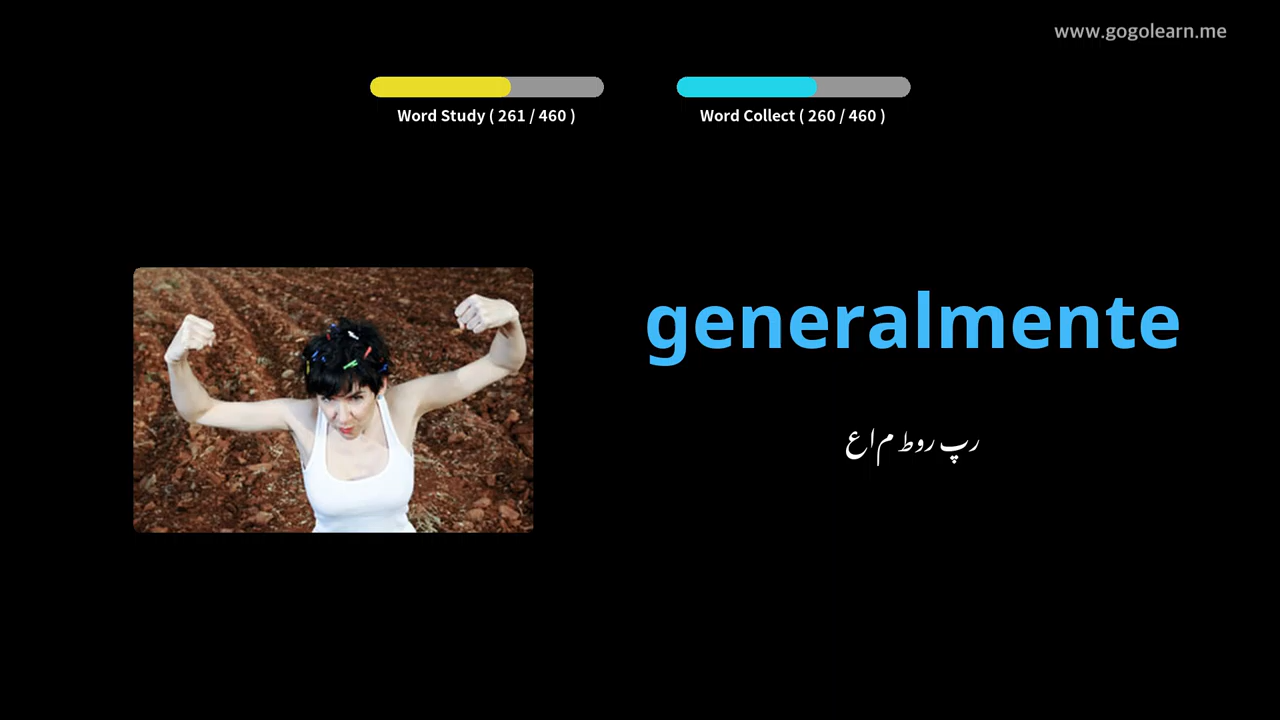 www.gogolearn.me
Word Study ( 261 / 460 )
Word Collect ( 260 / 460 )
generalmente
رپ روط ماع